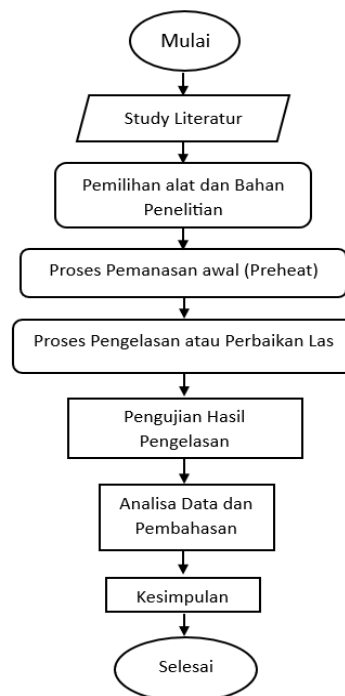 Mulai
Study Literatur
Pemilihan alat dan Bahan
Penelitian
Proses Pemanasan awal (Preheat)
Proses Pengelasan atau Perbaikan Las
Pengujian Hasil
Pengelasan
Analisa Data dan
Pembahasan
Kesimpulan
Selesai